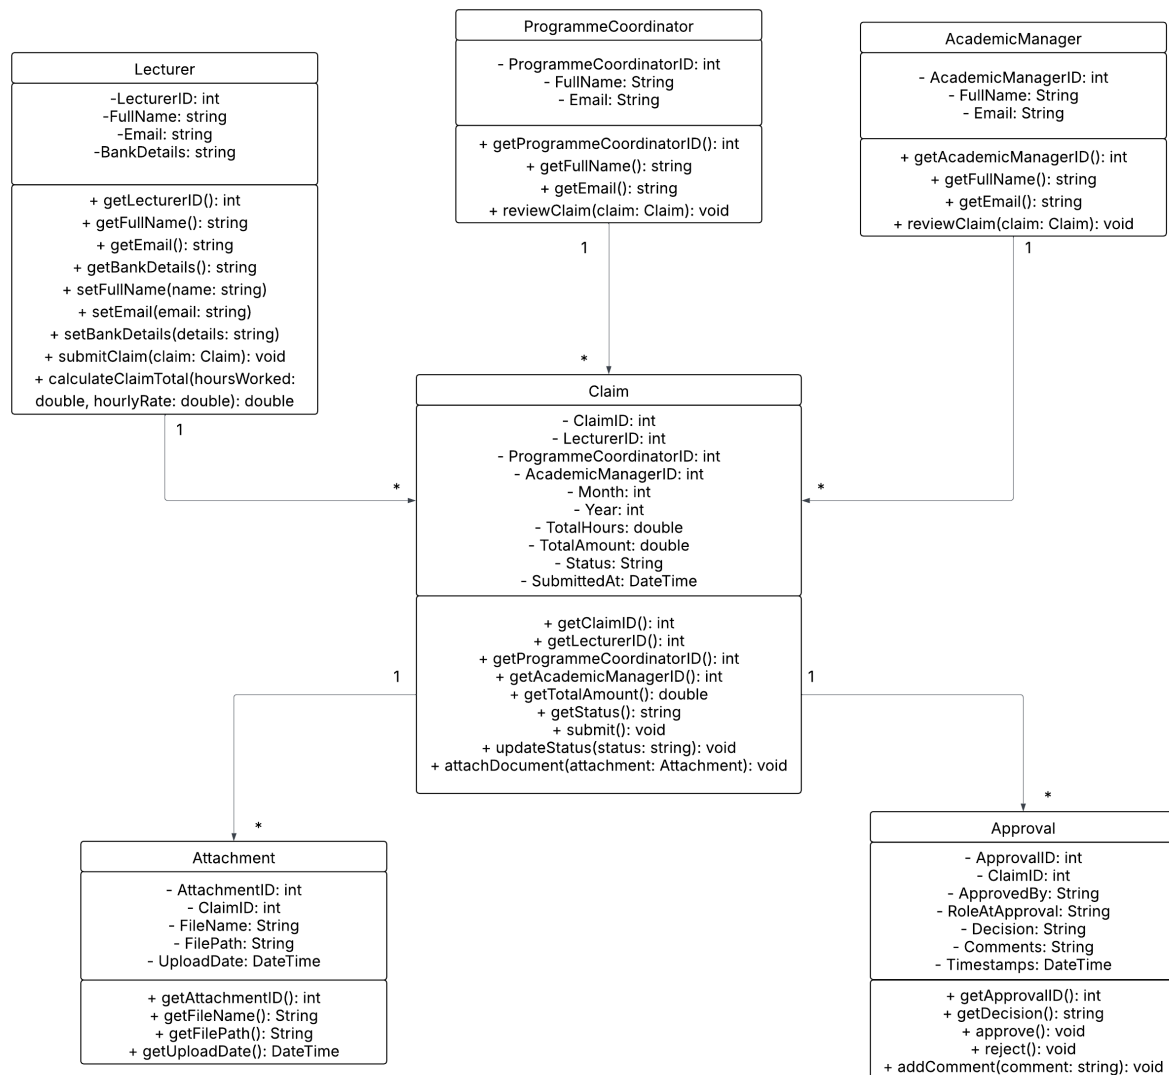 Lecturer
-LecturerID: int
-FullName: string
-Email: string
-BankDetails: string
+ getLecturerID(): int
+ getFullName(): string
+ getEmail(): string
+ getBankDetails(): string
+ setFullName(name: string)
+ setEmail(email: string)
+ setBankDetails(details: string)
+ submitClaim(claim: Claim): void
+ calculateClaimTotal(hoursWorked:
double, hourlyRate: double): double
1
*
ProgrammeCoordinator
- ProgrammeCoordinatorID: int
- FullName: String
- Email: String
+ getProgrammeCoordinatorID(): int
+ getFullName(): string
+ getEmail(): string
+ reviewClaim(claim: Claim): void
1
*
AcademicManager
- AcademicManagerID: int
- FullName: String
- Email: String
+ getAcademicManagerID(): int
+ getFullName(): string
+ getEmail(): string
+ reviewClaim(claim: Claim): void
1
*
Claim
- ClaimID: int
- LecturerID: int
- ProgrammeCoordinatorID: int
- AcademicManagerID: int
- Month: int
- Year: int
- TotalHours: double
- TotalAmount: double
- Status: String
- SubmittedAt: DateTime
+ getClaimID(): int
+ getLecturerID(): int
+ getProgrammeCoordinatorID(): int
+ getAcademicManagerID(): int
+ getTotalAmount(): double
+ getStatus(): string
+ submit(): void
+ updateStatus(status: string): void
+ attachDocument(attachment: Attachment): void
1
*
Attachment
- AttachmentID: int
- ClaimID: int
- FileName: String
- FilePath: String
- UploadDate: DateTime
+ getAttachmentID(): int
+ getFileName(): String
+ getFilePath(): String
+ getUploadDate(): DateTime
1
*
Approval
- ApprovalID: int
- ClaimID: int
- ApprovedBy: String
- RoleAtApproval: String
- Decision: String
- Comments: String
- Timestamps: DateTime
+ getApprovalID(): int
+ getDecision(): string
+ approve(): void
+ reject(): void
+ addComment(comment: string): void